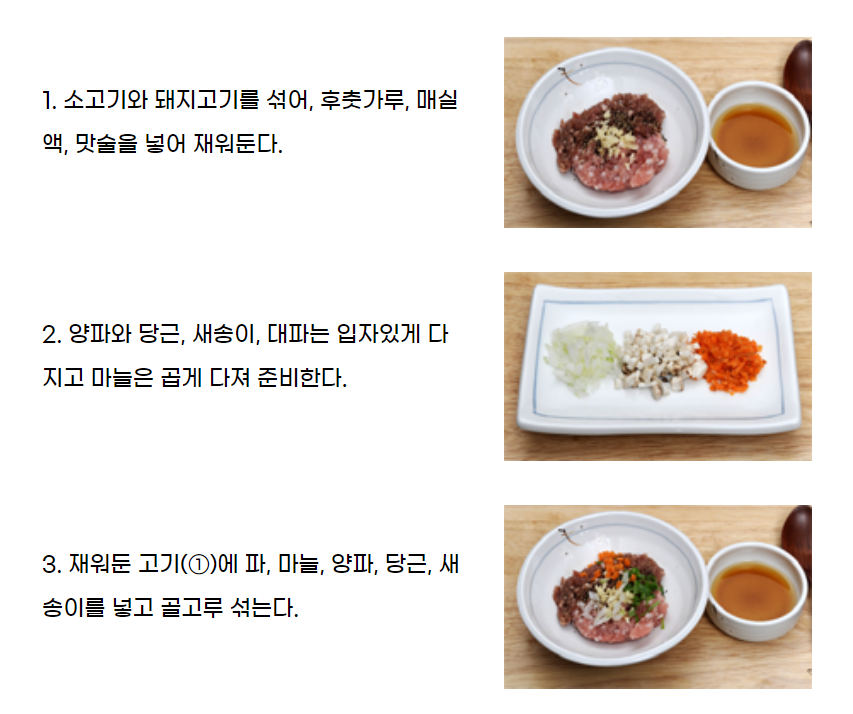 1. 소고기와 돼지고기를 섞어, 후춧가루, 매실
액, 맛술을 넣어 재워둔다.
2. 양파와 당근, 새송이, 대파는 입자있게 다
지고 마늘은 곱게 다져 준비한다.
3. 재워둔 고기(①)에 파, 마늘, 양파, 당근, 새
송이를 넣고 골고루 섞는다.